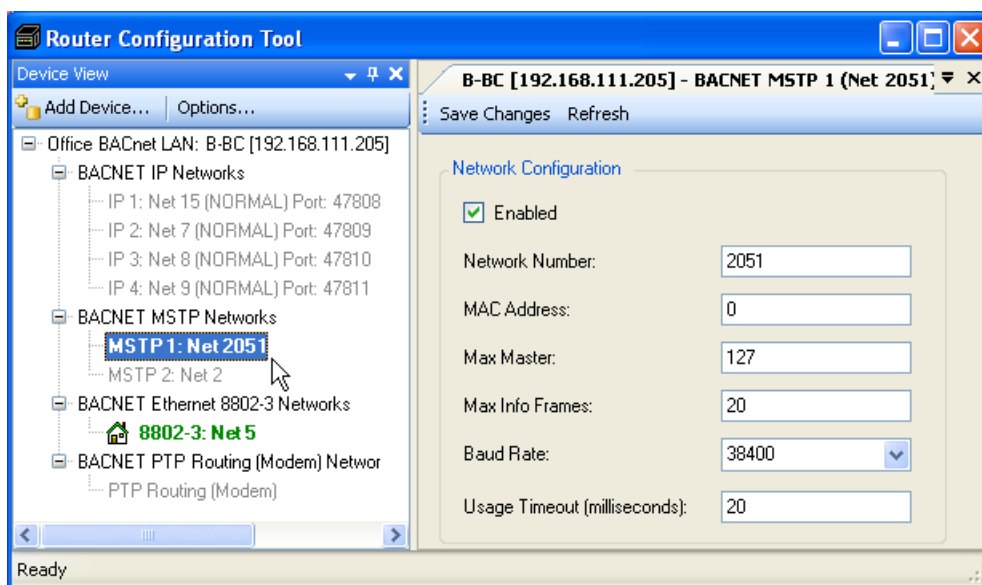 Router Configuration Tool
Device View
Add Device... Options...
Office BACnet LAN: B-BC [192.168.111.205]
BACNET IP Networks
IP 1: Net 15 (NORMAL) Port: 47808
IP 2: Net 7 (NORMAL) Port: 47809
IP 3: Net 8 (NORMAL) Port: 47810
IP 4: Net 9 (NORMAL) Port: 47811
BACNET MSTP Networks
MSTP 1: Net 2051
MSTP 2: Net 2
BACNET Ethernet 8802-3 Networks
8802-3: Net 5
BACNET PTP Routing (Modem) Networ
PTP Routing (Modem)
B-BC [192.168.111.205] - BACNET MSTP 1 (Net 2051)
Save Changes Refresh
Network Configuration
Enabled
Network Number: 2051
MAC Address: 0
Max Master: 127
Max Info Frames: 20
Baud Rate: 38400
Usage Timeout (milliseconds): 20
Ready